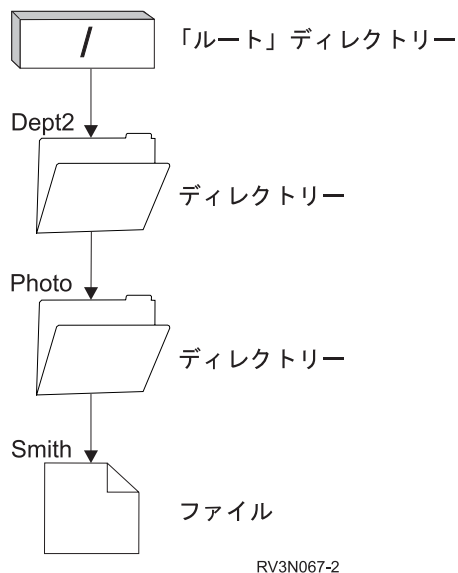 /
「ルート」ディレクトリー
Dept2
ディレクトリー
Photo
ディレクトリー
Smith
ファイル
RV3N067-2